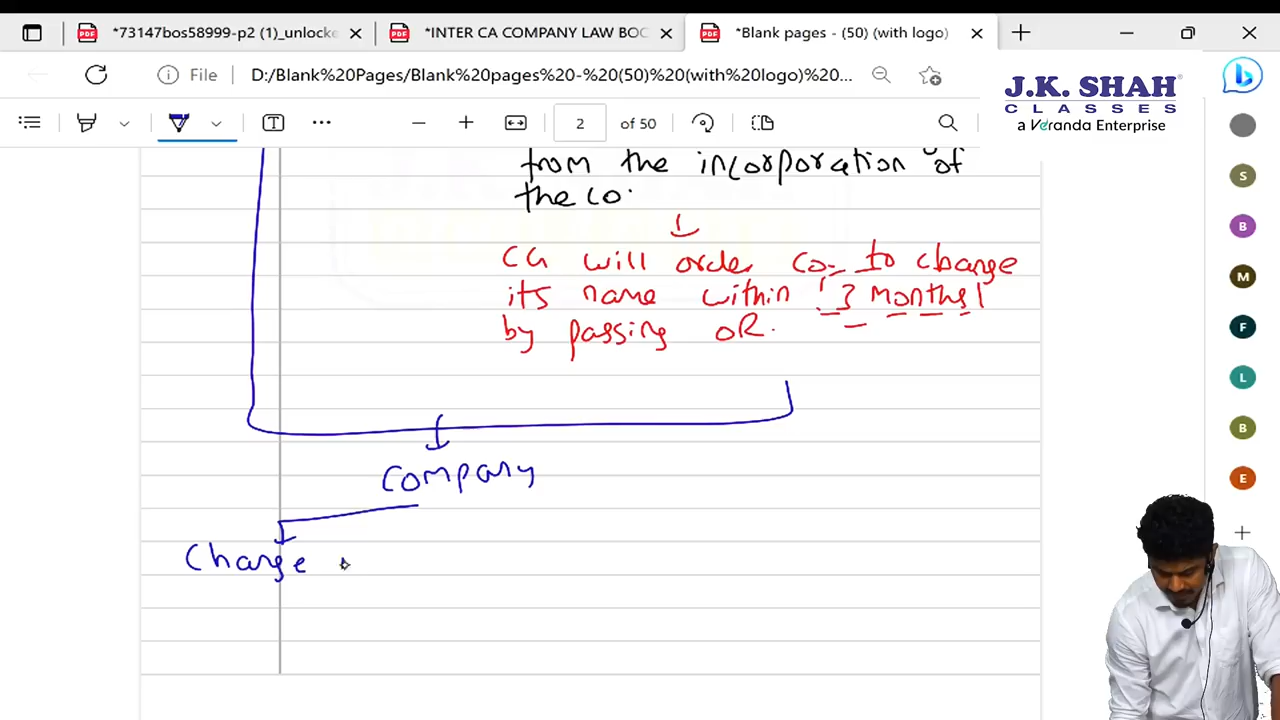 *73147bos58999-p2 (1)_unlocke
*INTER CA COMPANY LAW BOC
*Blank pages - (50) (with logo)
File
D:/Blank%20Pages/Blank%20pages%20-%20(50)%20(with%20logo)%20...
J.K. SHAH
CLASSES
a Veranda Enterprise
2 of 50
from the incorporation of
the co.
CG will order co. to change
its name within '3 months'
by passing OR.
Company
Change
S
B
M
F
L
B
E